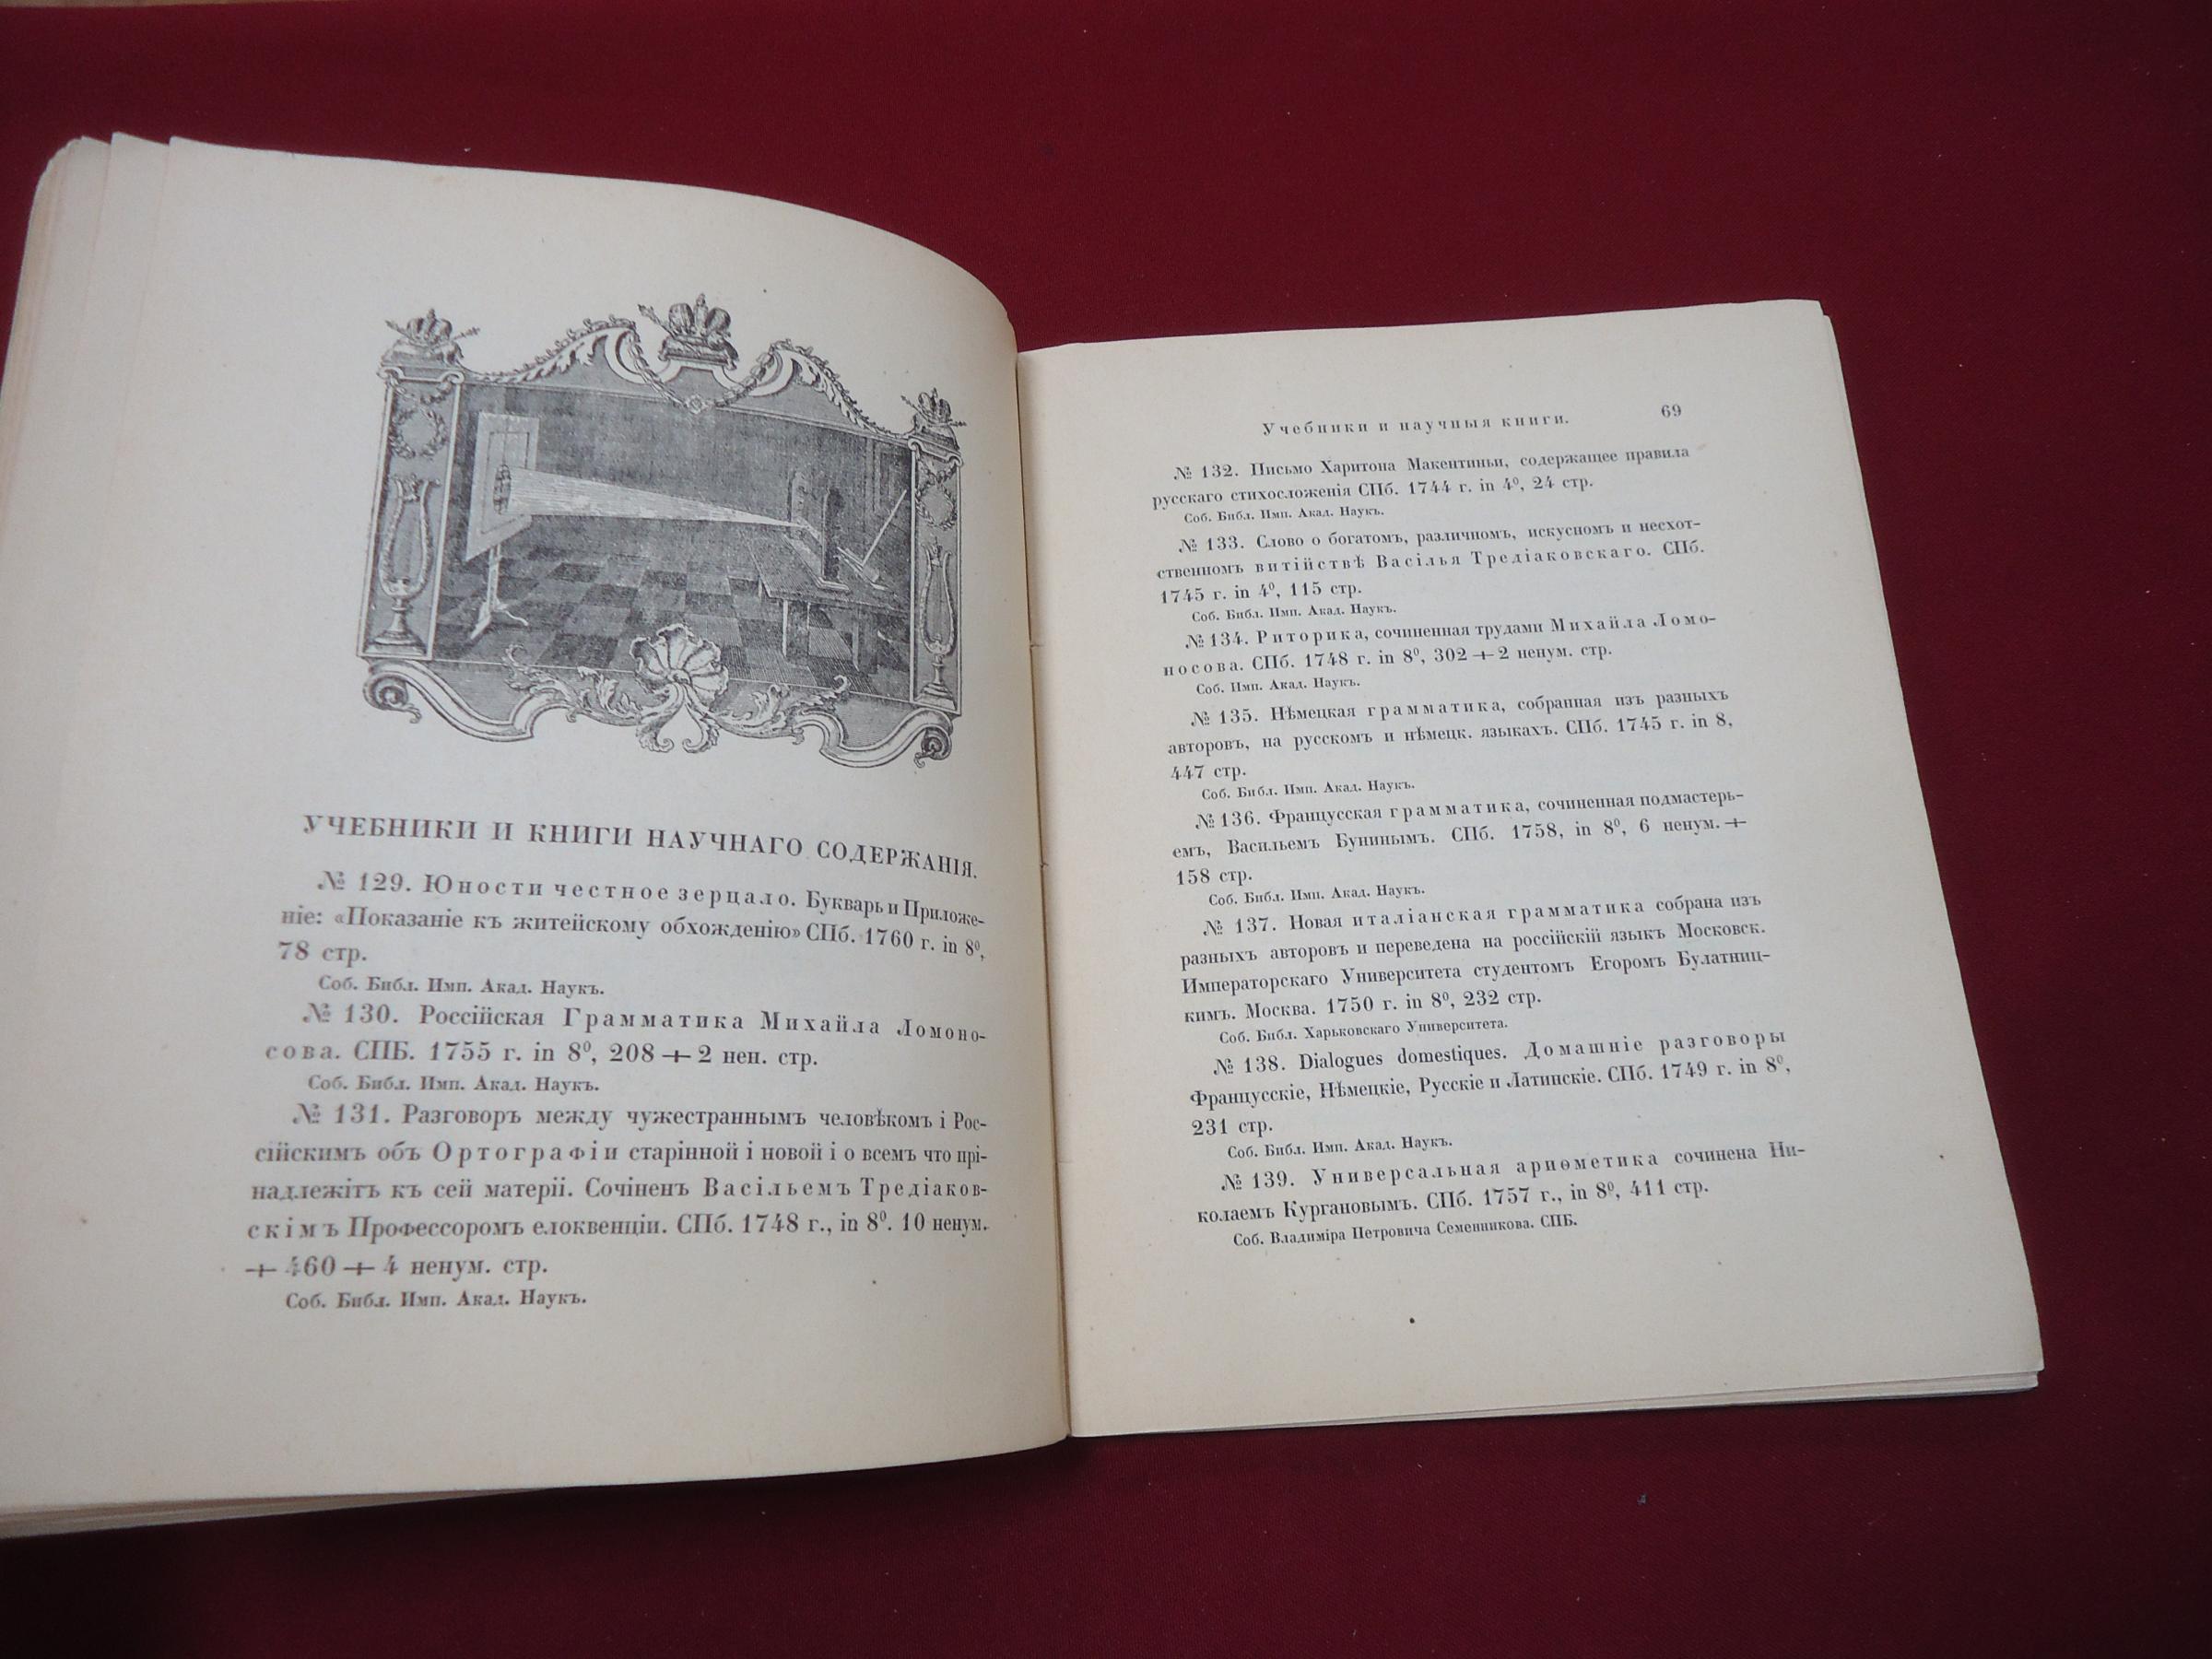 УЧЕБНИКИ И КНИГИ НАУЧНАГО СОДЕРЖАНІЯ.
№ 129. Юности честное зерцало. Букварь и Приложе-
ніе: «Показаніе къ житейскому обхожденію» СПб. 1760 г. in 8⁰,
78 стр.
Соб. Библ. Имп. Акад. Наукъ.
№ 130. Россійская Грамматика Михайла Ломоно-
сова. СПБ. 1755 г. in 8⁰, 208 + 2 нен. стр.
Соб. Библ. Имп. Акад. Наукъ.
№ 131. Разговоръ между чужестраннымъ человѣкомъ і Рос-
сійскимъ объ Ортографіи старінной і новой і о всемъ что прі-
надлежітъ къ сей матеріі. Сочіненъ Васільемъ Тредіаков-
скімъ Профессоромъ елоквенціи. СПб. 1748 г., in 8⁰. 10 ненум.
+ 460 + 4 ненум. стр.
Соб. Библ. Имп. Акад. Наукъ.
Учебники и научныя книги. 69
№ 132. Письмо Харитона Макентины, содержащее правила
русскаго стихосложенія СПб. 1744 г. in 4⁰, 24 стр.
Соб. Библ. Имп. Акад. Наукъ.
№ 133. Слово о богатомъ, различномъ, искусномъ и несхот-
ственномъ витійствѣ Васілья Тредіаковскаго. СПб.
1745 г. in 4⁰, 115 стр.
Соб. Библ. Имп. Акад. Наукъ.
№ 134. Риторика, сочиненная трудами Михайла Ломо-
носова. СПб. 1748 г. in 8⁰, 302 + 2 ненум. стр.
Соб. Имп. Акад. Наукъ.
№ 135. Нѣмецкая грамматика, собранная изъ разныхъ
авторовъ, на русскомъ и нѣмецк. языкахъ. СПб. 1745 г. in 8,
447 стр.
Соб. Библ. Имп. Акад. Наукъ.
№ 136. Французская грамматика, сочиненная подмастерь-
емъ, Васильемъ Бунинымъ. СПб. 1758, in 8⁰, 6 ненум. +
158 стр.
Соб. Библ. Имп. Акад. Наукъ.
№ 137. Новая италіанская грамматика собрана изъ
разныхъ авторовъ и переведена на россійскій языкъ Московск.
Императорскаго Университета студентомъ Егоромъ Булатниц-
кимъ. Москва. 1750 г. in 8⁰, 232 стр.
Соб. Библ. Харьковскаго Университета.
№ 138. Dialogues domestiques. Домашніе разговоры
Французскіе, Нѣмецкіе, Русскіе и Латинскіе. СПб. 1749 г. in 8⁰,
231 стр.
Соб. Библ. Имп. Акад. Наукъ.
№ 139. Универсальная ариѳметика сочинена Ни-
колаемъ Кургановымъ. СПб. 1757 г., in 8⁰, 411 стр.
Соб. Владиміра Петровича Семенникова. СПБ.